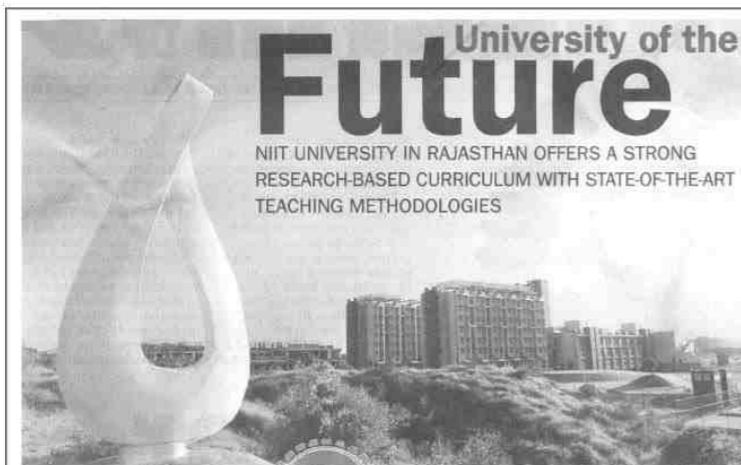 University of the
Future
NIIT UNIVERSITY IN RAJASTHAN OFFERS A STRONG
RESEARCH-BASED CURRICULUM WITH STATE-OF-THE-ART
TEACHING METHODOLOGIES